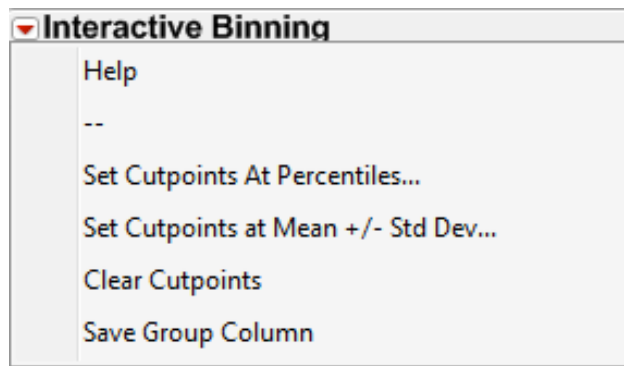 Interactive Binning
Help
--
Set Cutpoints At Percentiles...
Set Cutpoints at Mean +/- Std Dev...
Clear Cutpoints
Save Group Column